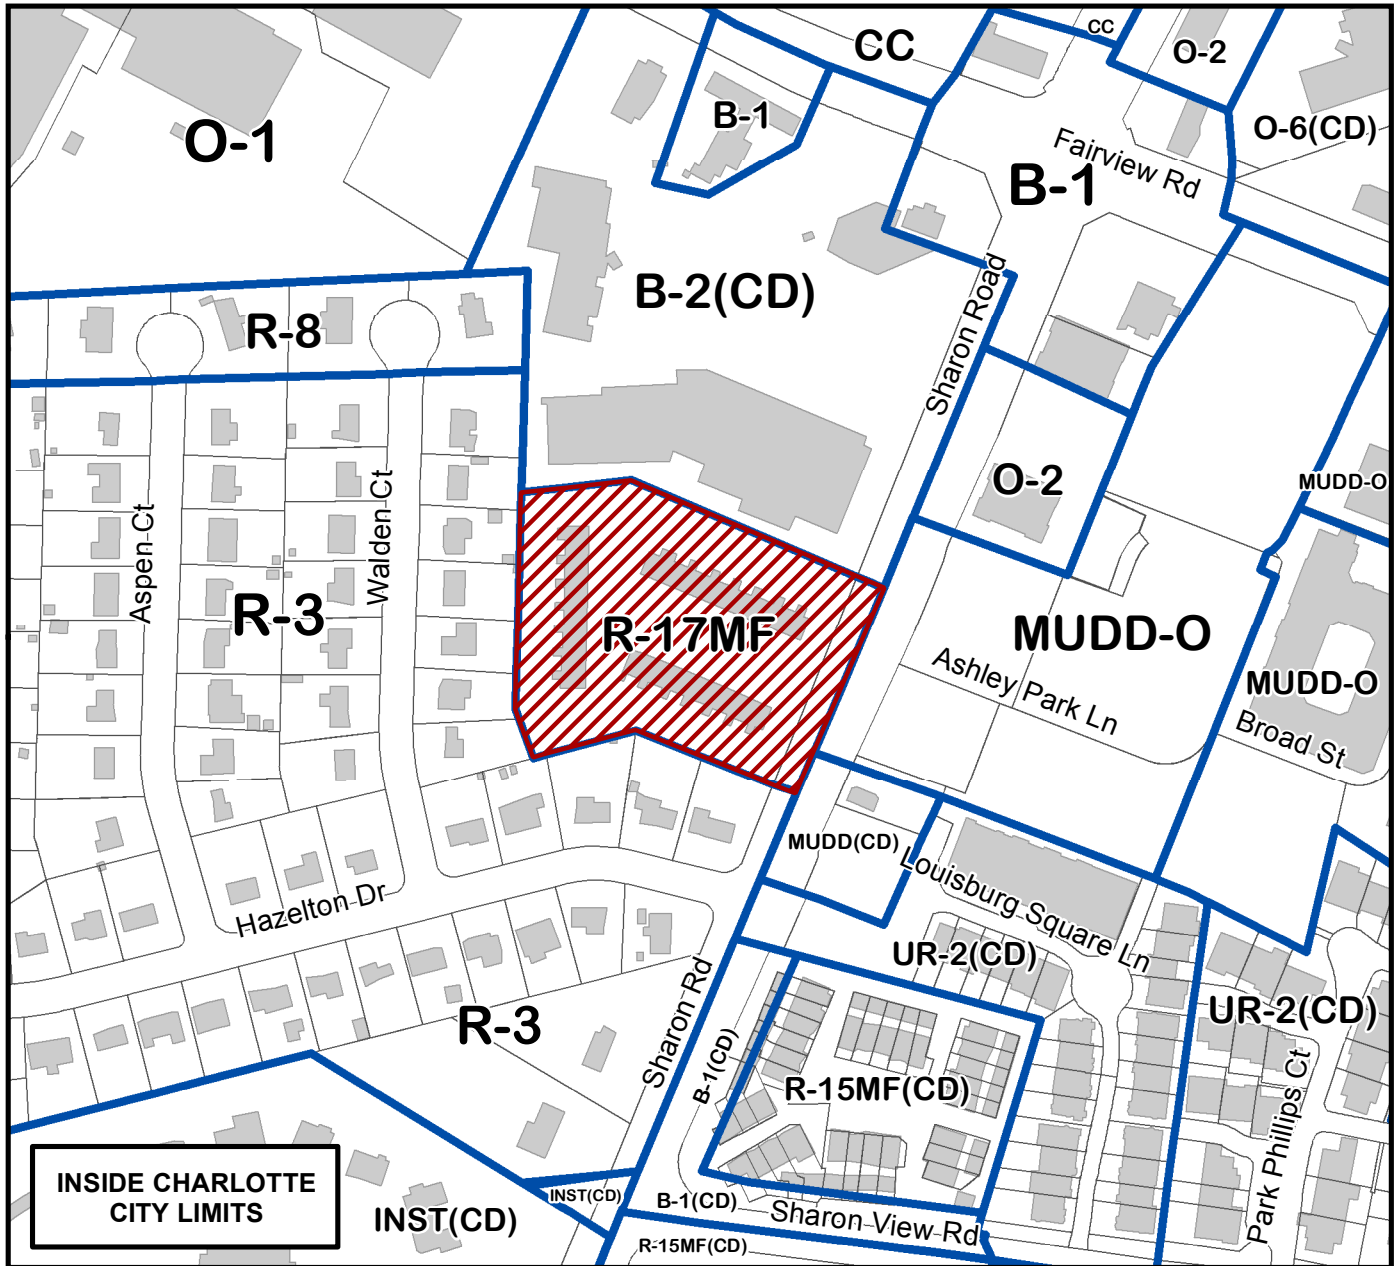 CC
CC
O-2
B-1
O-6(CD)
O-1
Fairview Rd
B-1
B-2(CD)
Sharon Road
R-8
O-2
MUDD-O
Aspen Ct
Walden Ct
R-3
R-17MF
MUDD-O
Ashley Park Ln
MUDD-O
Broad St
MUDD(CD)
Louisburg Square Ln
Hazelton Dr
UR-2(CD)
UR-2(CD)
R-3
Sharon Rd
B-1(CD)
R-15MF(CD)
Park Phillips Ct
INSIDE CHARLOTTE
CITY LIMITS
INST(CD)
INST(CD)
B-1(CD)
Sharon View Rd
R-15MF(CD)